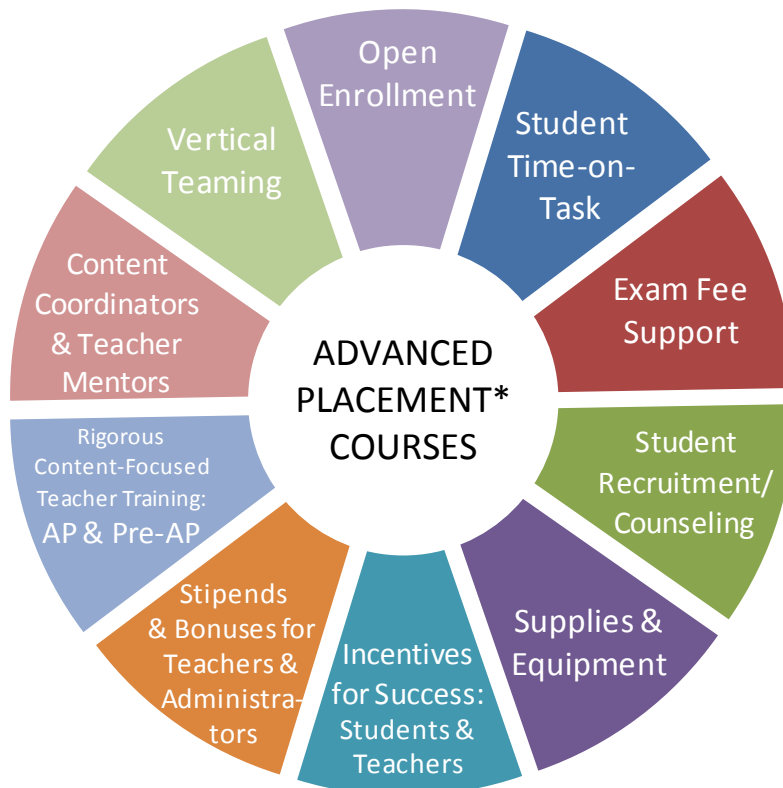 Open
Enrollment
Student
Time-on-
Task
Exam Fee
Support
Student
Recruitment/
Counseling
Supplies &
Equipment
Incentives
for Success:
Students &
Teachers
Stipends
& Bonuses for
Teachers &
Administra-
tors
Rigorous
Content-Focused
Teacher Training:
AP & Pre-AP
Content
Coordinators
& Teacher
Mentors
Vertical
Teaming
ADVANCED
PLACEMENT*
COURSES